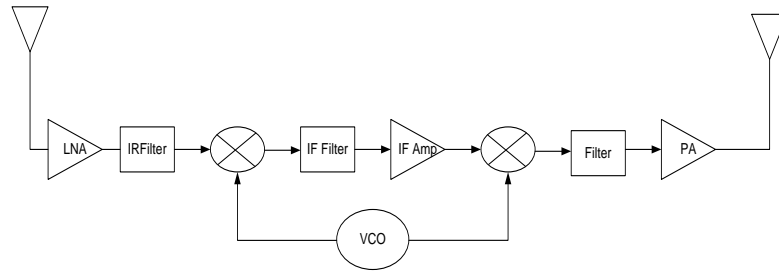 LNA
IRFilter
IF Filter
IF Amp
Filter
PA
VCO